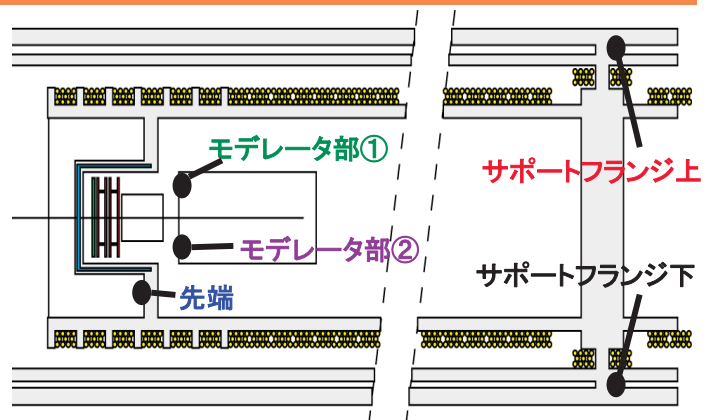 モデレータ部①
サポートフランジ上
モデレータ部②
サポートフランジ下
先端